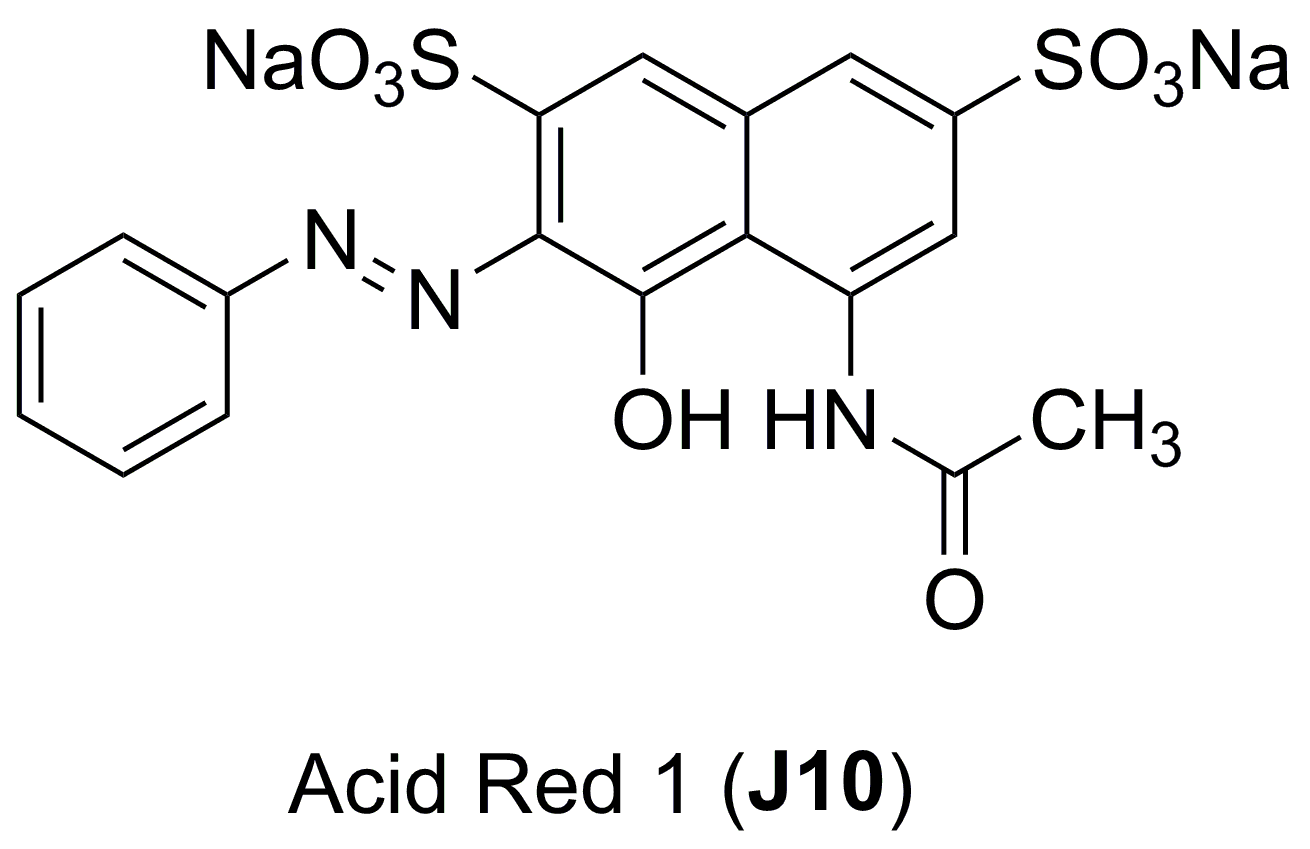 NaO₃S SO₃Na
N
N
OH HN CH₃
O
Acid Red 1 (J10)